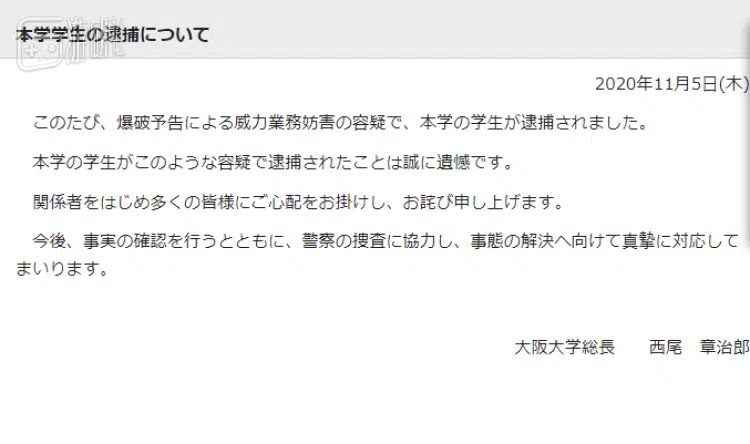 本学学生の逮捕について
2020年11月5日(木)
このたび、爆破予告による威力業務妨害の容疑で、本学の学生が逮捕されました。
本学の学生がこのような容疑で逮捕されたことは誠に遺憾です。
関係者をはじめ多くの皆様にご心配をお掛けし、お詫び申し上げます。
今後、事実の確認を行うとともに、警察の捜査に協力し、事態の解決へ向けて真摯に対応して
まいります。
大阪大学総長　　西尾　章治郎